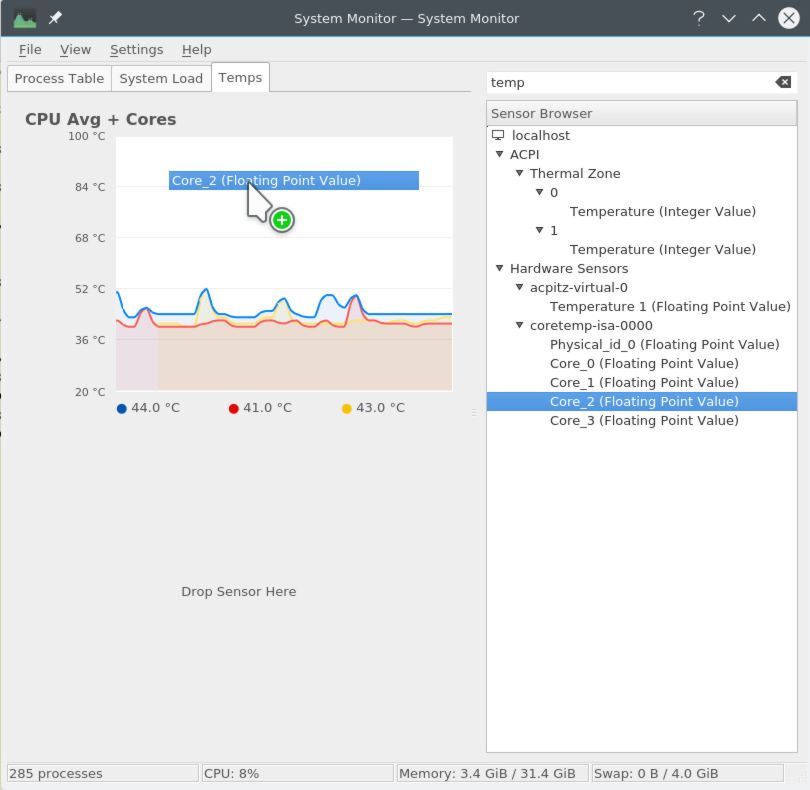 System Monitor — System Monitor
File View Settings Help
Process Table System Load Temps
CPU Avg + Cores
100 °C
84 °C
68 °C
52 °C
36 °C
20 °C
Core_2 (Floating Point Value)
44.0 °C 41.0 °C 43.0 °C
Drop Sensor Here
temp
Sensor Browser
localhost
ACPI
Thermal Zone
0
Temperature (Integer Value)
1
Temperature (Integer Value)
Hardware Sensors
acpitz-virtual-0
Temperature 1 (Floating Point Value)
coretemp-isa-0000
Physical_id_0 (Floating Point Value)
Core_0 (Floating Point Value)
Core_1 (Floating Point Value)
Core_2 (Floating Point Value)
Core_3 (Floating Point Value)
285 processes CPU: 8% Memory: 3.4 GiB / 31.4 GiB Swap: 0 B / 4.0 GiB